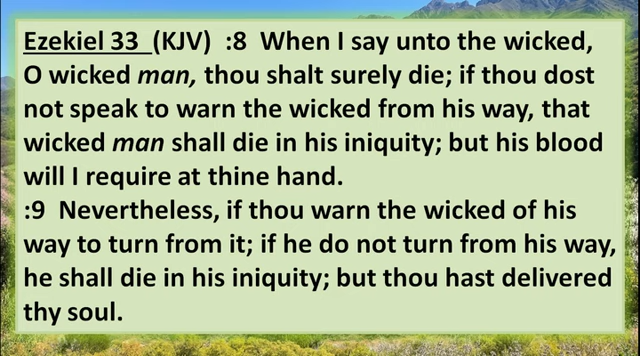 Ezekiel 33 (KJV) :8 When I say unto the wicked,
O wicked man, thou shalt surely die; if thou dost
not speak to warn the wicked from his way, that
wicked man shall die in his iniquity; but his blood
will I require at thine hand.
:9 Nevertheless, if thou warn the wicked of his
way to turn from it; if he do not turn from his way,
he shall die in his iniquity; but thou hast delivered
thy soul.